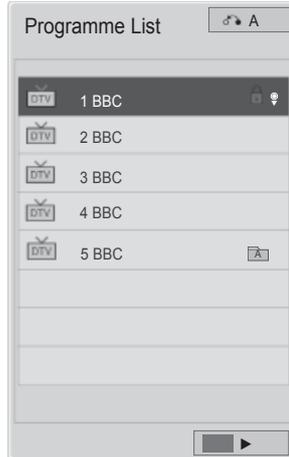 Programme List
A
DTV 1 BBC
DTV 2 BBC
DTV 3 BBC
DTV 4 BBC
DTV 5 BBC A